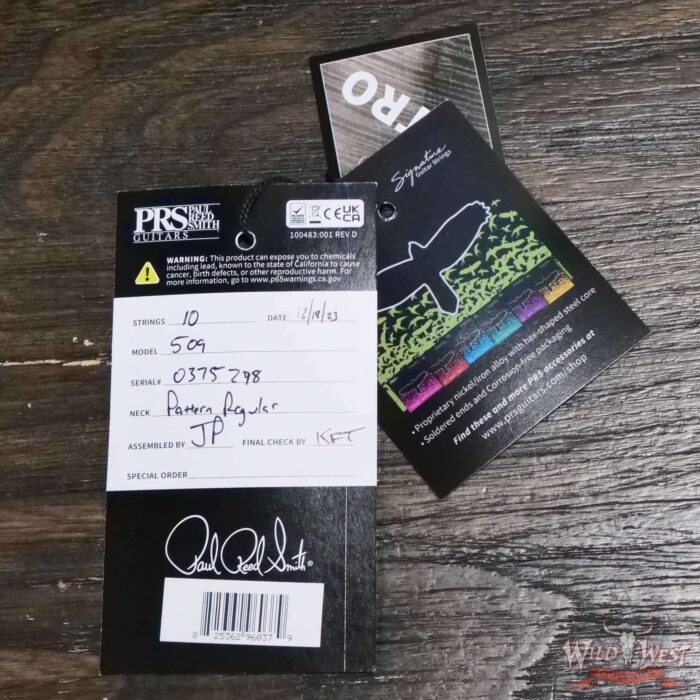 TRO
Signature
Guitar Strings
PRS PAUL
REED
SMITH
GUITARS
CE UK
CA
100483:001 REV D
WARNING: This product can expose you to chemicals
including lead, known to the state of California to cause
cancer, birth defects, or other reproductive harm. For
more information, go to www.p65warnings.ca.gov
STRINGS 10 DATE 12/18/23
MODEL 509
SERIAL# 0375298
NECK Pattern Regular
ASSEMBLED BY JP FINAL CHECK BY KFT
SPECIAL ORDER
Paul Reed Smith®
8 25362 96037 9
• Proprietary nickel/iron alloy with hex-shaped steel core
• Soldered ends and Corrosion-free packaging
Find these and more PRS accessories at
www.prsguitars.com/shop
WILD WEST